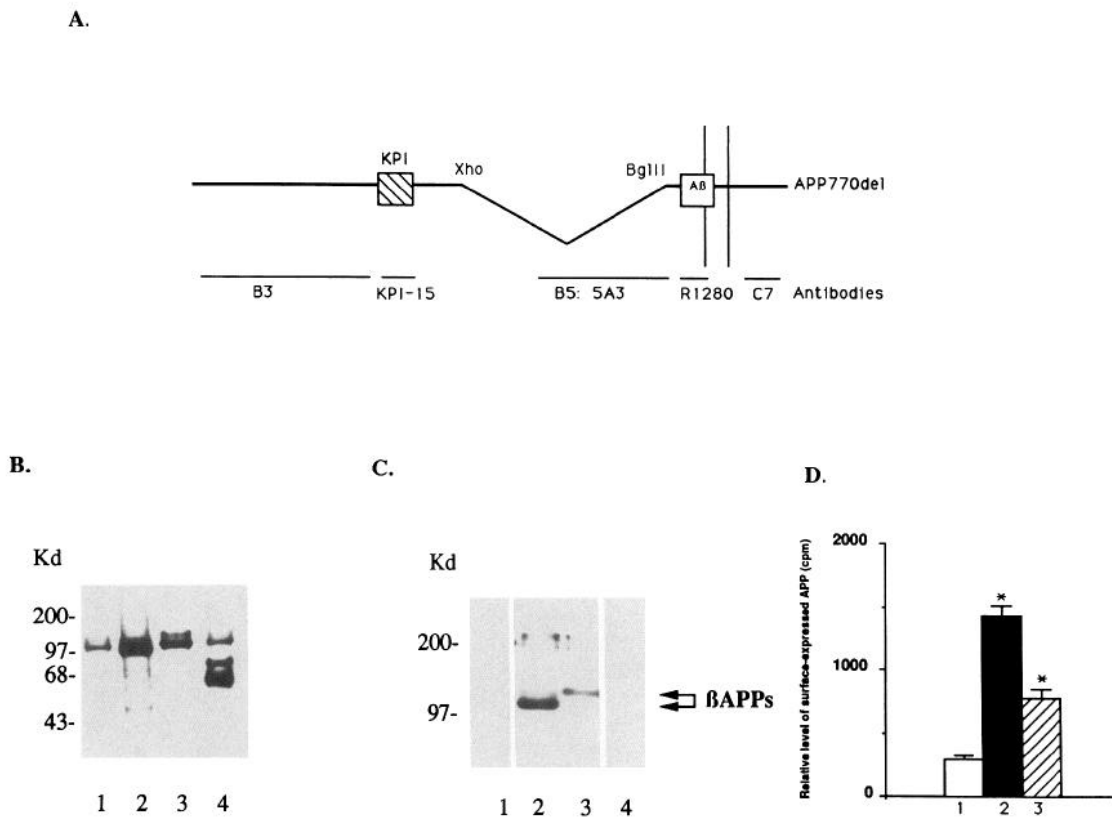 A.
KPI
Xho
BglII
Aß
APP770del
B3
KPI-15
B5: 5A3
R1280
C7
Antibodies
B.
Kd
200-
97-
68-
43-
1 2 3 4
C.
Kd
200-
97-
ßAPPs
1 2 3 4
D.
Relative level of surface-expressed APP (cpm)
2000
1000
0
*
*
1 2 3